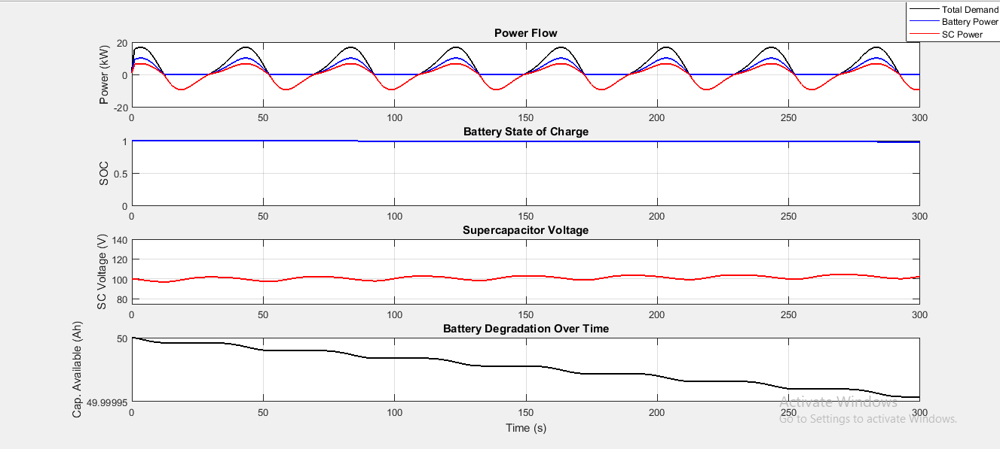 Total Demand
Battery Power
SC Power
Power Flow
Power (kW)
20
0
-20
0 50 100 150 200 250 300
Battery State of Charge
SOC
1
0.5
0
0 50 100 150 200 250 300
Supercapacitor Voltage
SC Voltage (V)
140
120
100
80
0 50 100 150 200 250 300
Battery Degradation Over Time
Cap. Available (Ah)
50
49.99995
0 50 100 150 200 250 300
Time (s)
Activate Windows
Go to Settings to activate Windows.